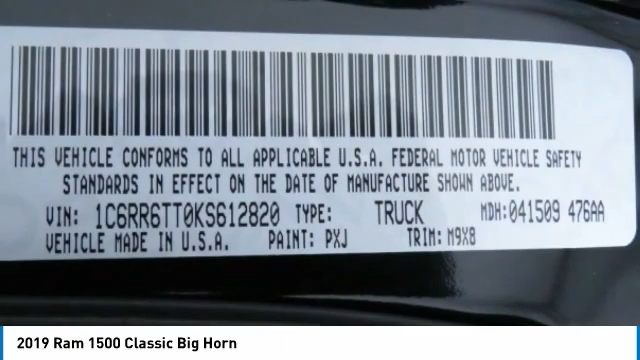 THIS VEHICLE CONFORMS TO ALL APPLICABLE U.S.A. FEDERAL MOTOR VEHICLE SAFETY
STANDARDS IN EFFECT ON THE DATE OF MANUFACTURE SHOWN ABOVE.
VIN: 1C6RR6TT0KS612820 TYPE: TRUCK MDH:041509 476AA
VEHICLE MADE IN U.S.A. PAINT: PXJ TRIM: M9X8
2019 Ram 1500 Classic Big Horn